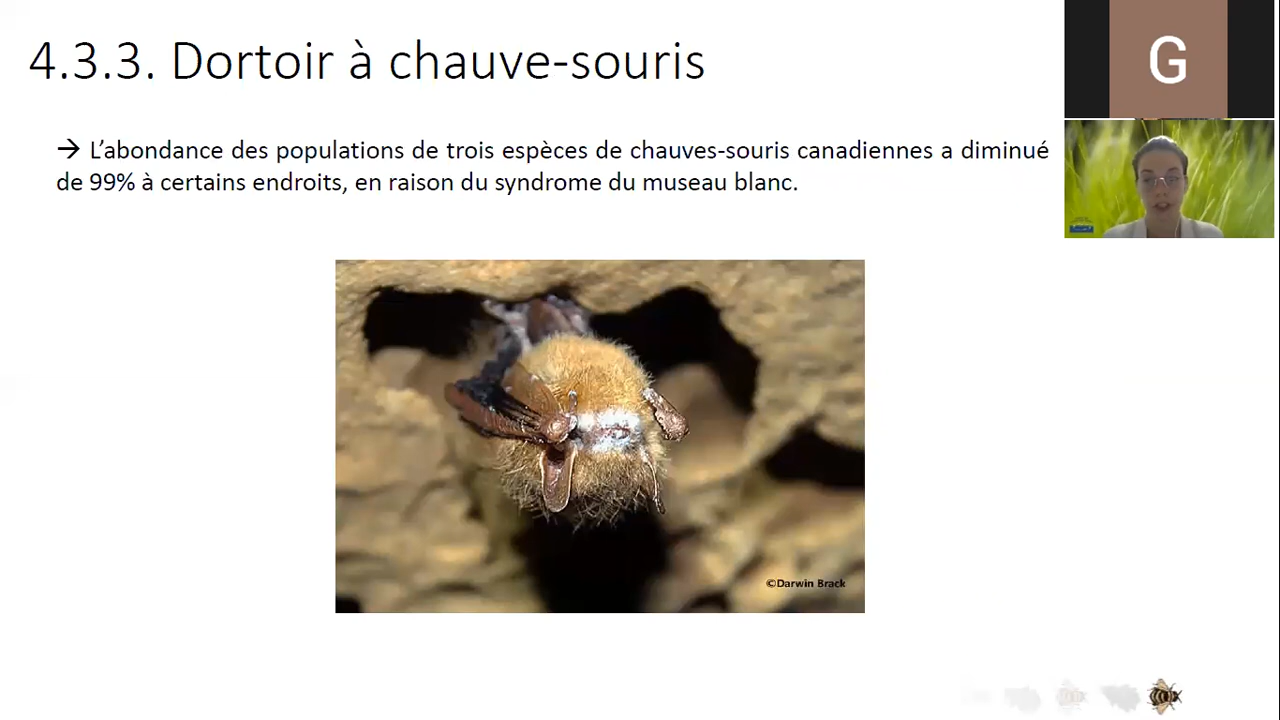 4.3.3. Dortoir à chauve-souris
G
→ L’abondance des populations de trois espèces de chauves-souris canadiennes a diminué
de 99% à certains endroits, en raison du syndrome du museau blanc.
©Darwin Brack